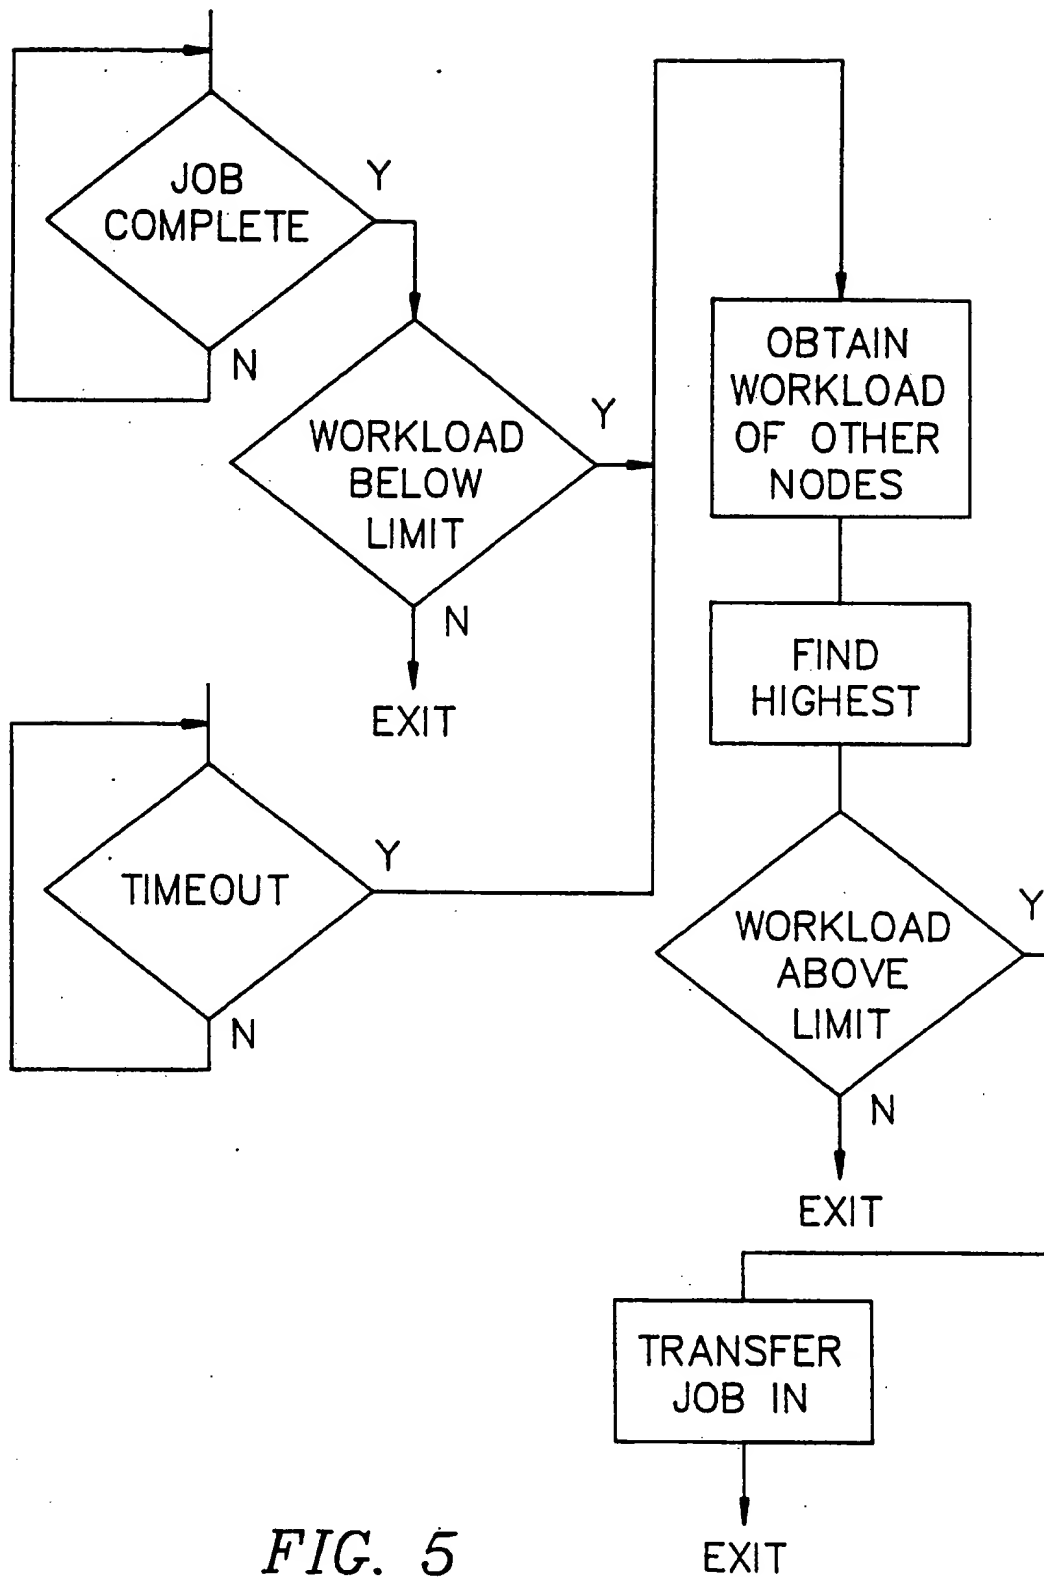 JOB
COMPLETE
Y
N
WORKLOAD
BELOW
LIMIT
Y
N
EXIT
TIMEOUT
Y
N
OBTAIN
WORKLOAD
OF OTHER
NODES
FIND
HIGHEST
WORKLOAD
ABOVE
LIMIT
Y
N
EXIT
TRANSFER
JOB IN
EXIT
FIG. 5